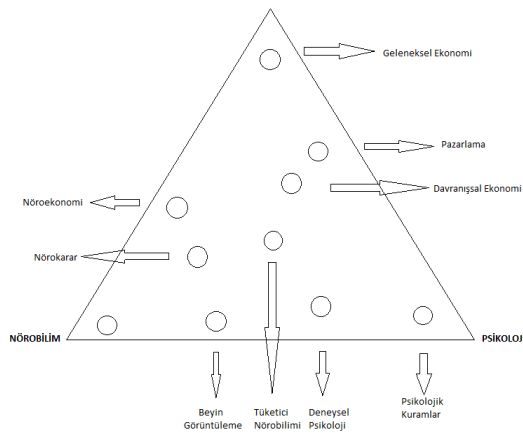 Geleneksel Ekonomi
Pazarlama
Davranışsal Ekonomi
Nöroekonomi
Nörokarar
NÖROBİLİM
PSİKOLOJ
Beyin
Görüntüleme
Tüketici
Nörobilimi
Deneysel
Psikoloji
Psikolojik
Kuramlar